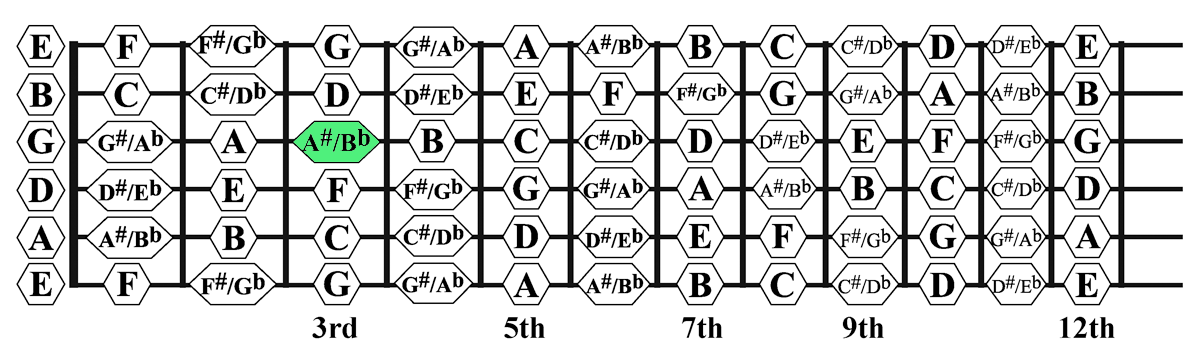 E F F#/Gb G G#/Ab A A#/Bb B C C#/Db D D#/Eb E
B C C#/Db D D#/Eb E F F#/Gb G G#/Ab A A#/Bb B
G G#/Ab A A#/Bb B C C#/Db D D#/Eb E F F#/Gb G
D D#/Eb E F F#/Gb G G#/Ab A A#/Bb B C C#/Db D
A A#/Bb B C C#/Db D D#/Eb E F F#/Gb G G#/Ab A
E F F#/Gb G G#/Ab A A#/Bb B C C#/Db D D#/Eb E
3rd 5th 7th 9th 12th